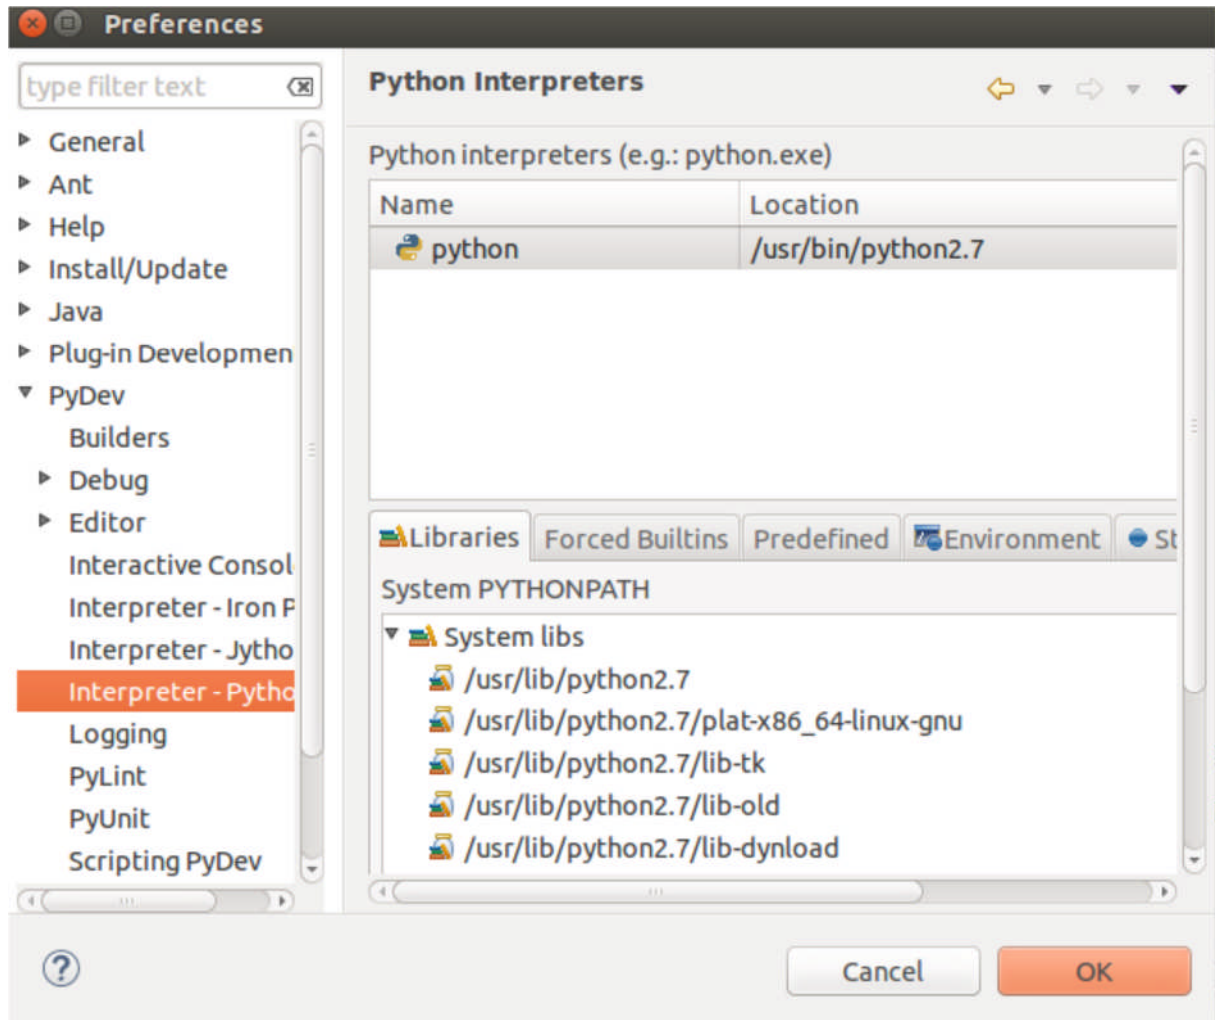 Preferences
type filter text
General
Ant
Help
Install/Update
Java
Plug-in Developmen
PyDev
Builders
Debug
Editor
Interactive Consol
Interpreter - Iron P
Interpreter - Jytho
Interpreter - Pytho
Logging
PyLint
PyUnit
Scripting PyDev
Python Interpreters
Python interpreters (e.g.: python.exe)
Name Location
python /usr/bin/python2.7
Libraries Forced Builtins Predefined Environment St
System PYTHONPATH
System libs
/usr/lib/python2.7
/usr/lib/python2.7/plat-x86_64-linux-gnu
/usr/lib/python2.7/lib-tk
/usr/lib/python2.7/lib-old
/usr/lib/python2.7/lib-dynload
? Cancel OK